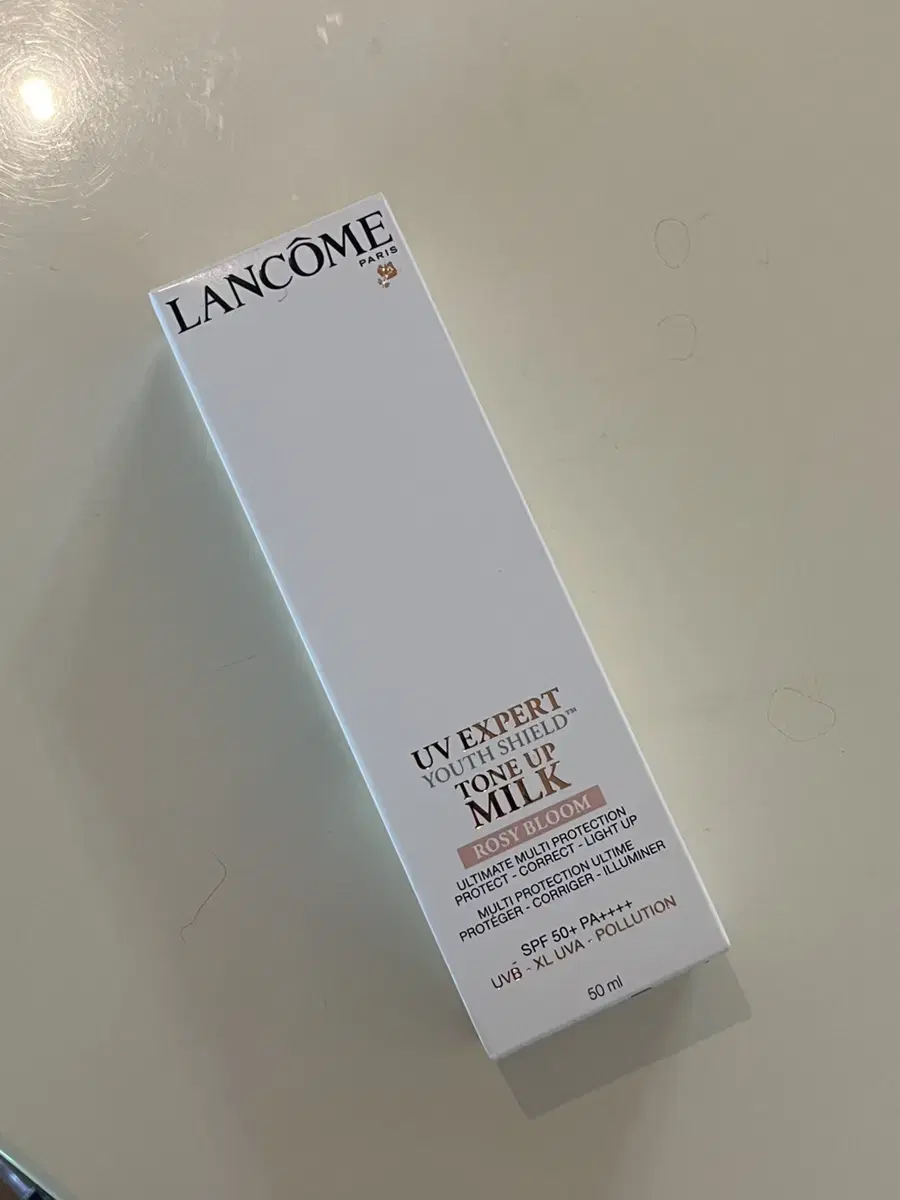 LANCÔME
PARIS
UV EXPERT
YOUTH SHIELD™
TONE UP
MILK
ROSY BLOOM
ULTIMATE MULTI PROTECTION
PROTECT - CORRECT - LIGHT UP
MULTI PROTECTION ULTIME
PROTÉGER - CORRIGER - ILLUMINER
SPF 50+ PA++++
UVB - XL UVA - POLLUTION
50 ml